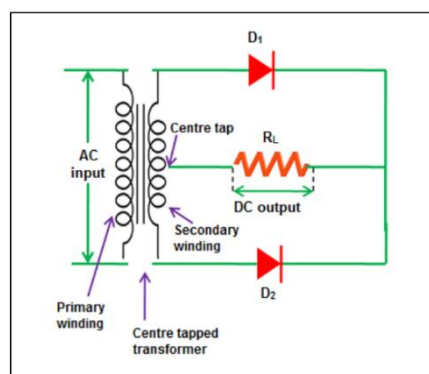 D1
Centre tap
RL
AC
input
DC output
Secondary
winding
D2
Primary
winding
Centre tapped
transformer